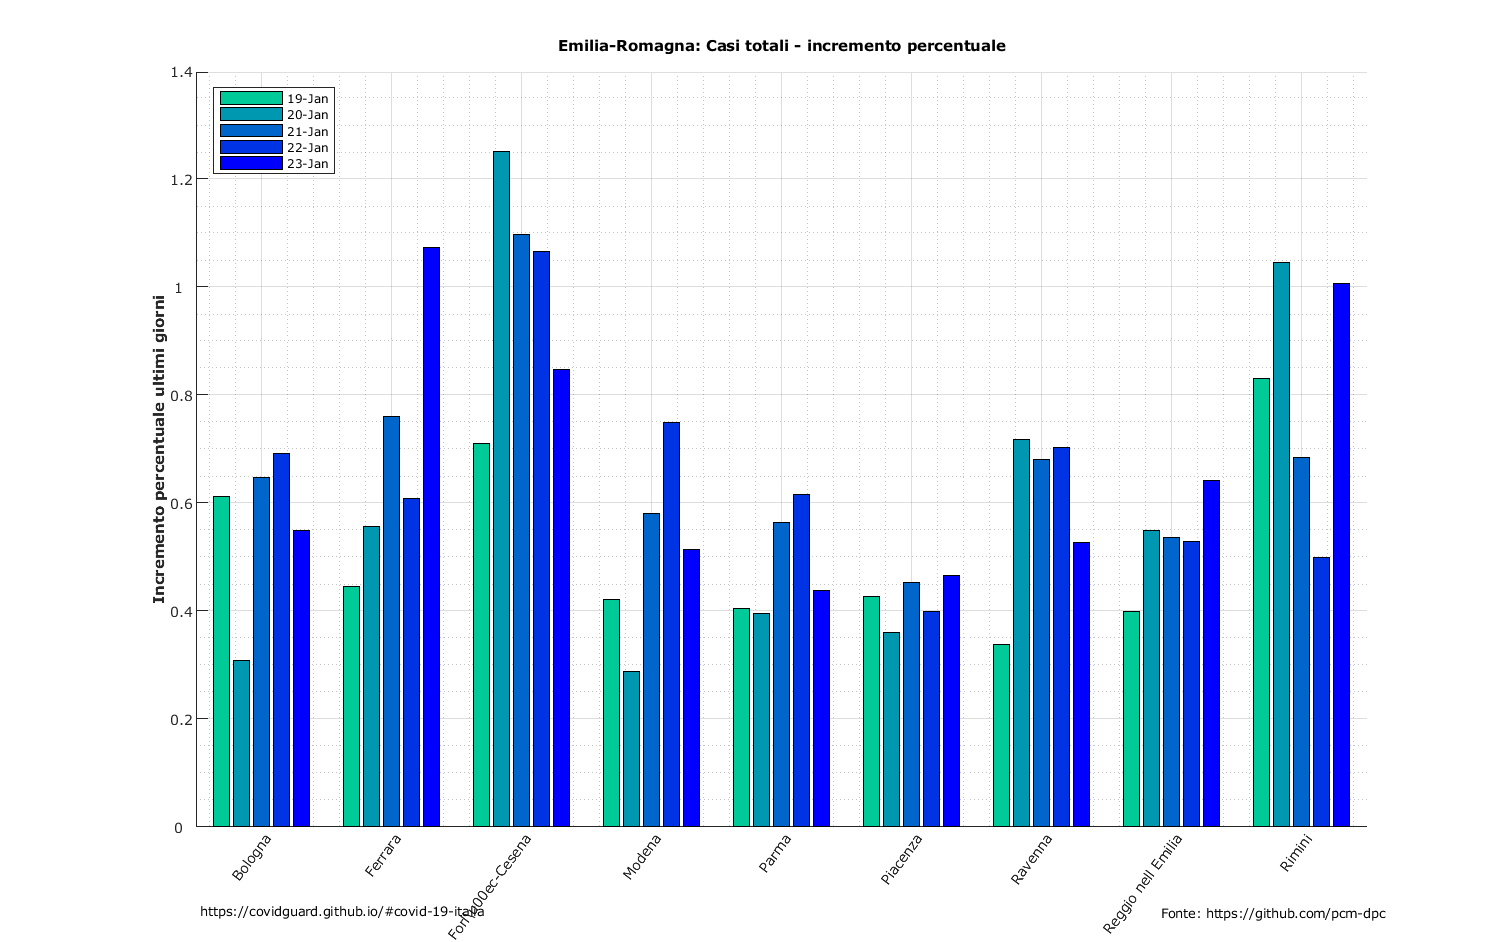 Emilia-Romagna: Casi totali - incremento percentuale
Incremento percentuale ultimi giorni
1.4
1.2
1
0.8
0.6
0.4
0.2
0
19-Jan
20-Jan
21-Jan
22-Jan
23-Jan
Bologna
Ferrara
Modena
Parma
Piacenza
Ravenna
Reggio nell Emilia
Rimini
https://covidguard.github.io/#covid-19-italia
Fonte: https://github.com/pcm-dpc